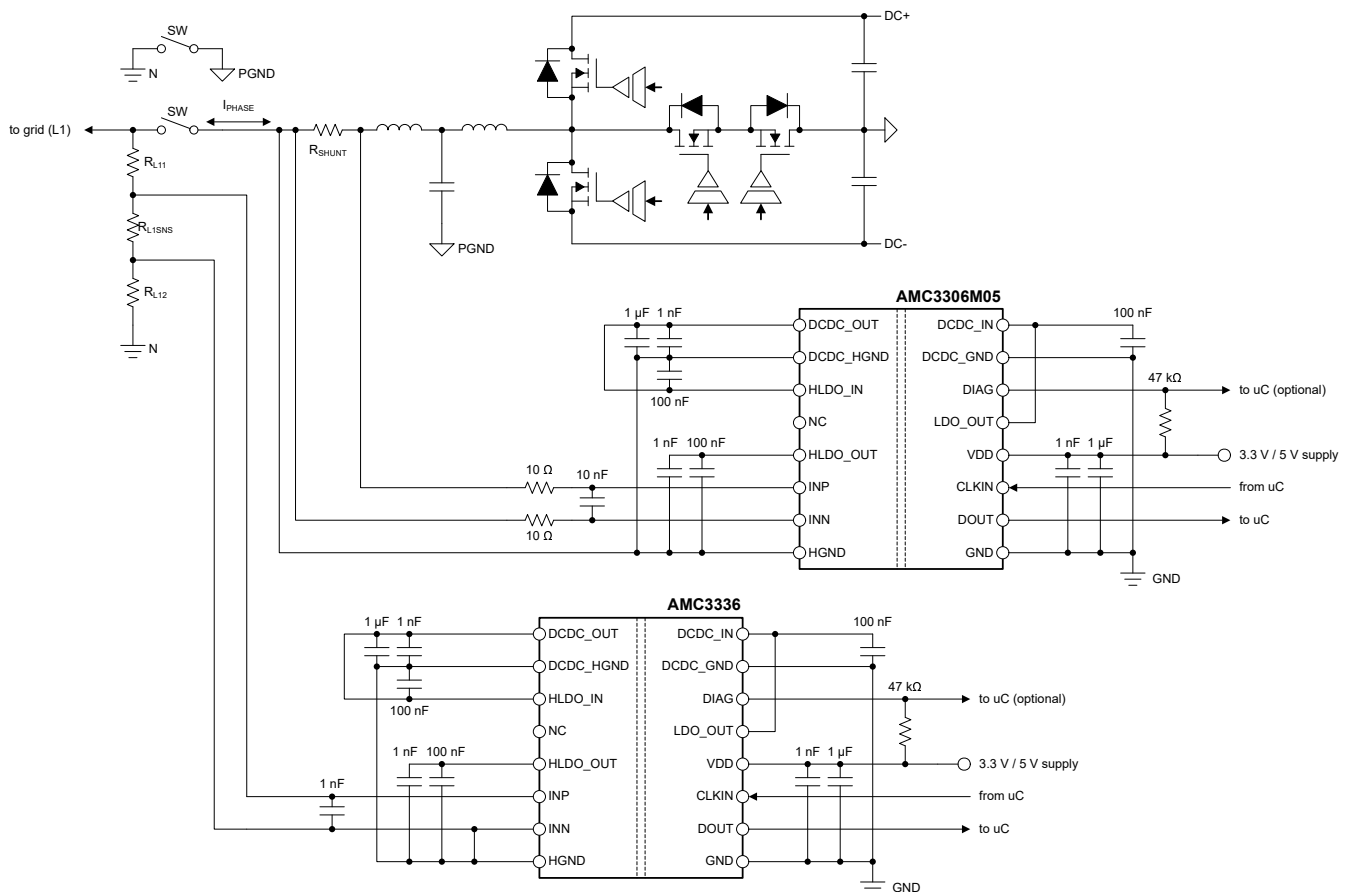 SW
N
PGND
DC+
to grid (L1)
SW
IPHASE
RSHUNT
RL11
RL1SNS
RL12
N
PGND
DC-
AMC3306M05
1 µF
1 nF
100 nF
DCDC_OUT
DCDC_HGND
HLDO_IN
100 nF
NC
1 nF
100 nF
HLDO_OUT
10 Ω
10 nF
INP
INN
10 Ω
HGND
DCDC_IN
DCDC_GND
DIAG
LDO_OUT
VDD
CLKIN
DOUT
GND
100 nF
47 kΩ
to uC (optional)
1 nF
1 µF
3.3 V / 5 V supply
from uC
to uC
GND
AMC3336
1 µF
1 nF
DCDC_OUT
DCDC_HGND
HLDO_IN
100 nF
NC
1 nF
100 nF
HLDO_OUT
1 nF
INP
INN
HGND
DCDC_IN
DCDC_GND
DIAG
LDO_OUT
VDD
CLKIN
DOUT
GND
100 nF
47 kΩ
to uC (optional)
1 nF
1 µF
3.3 V / 5 V supply
from uC
to uC
GND